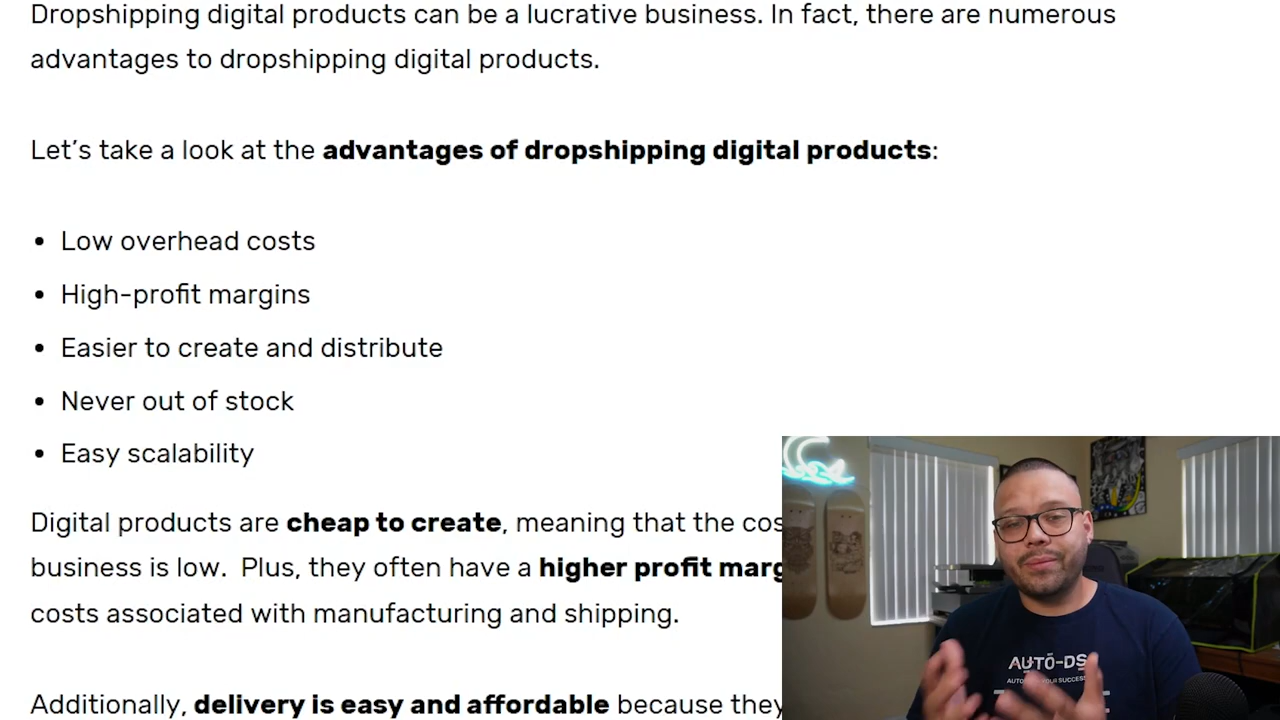 Dropshipping digital products can be a lucrative business. In fact, there are numerous
advantages to dropshipping digital products.
Let’s take a look at the advantages of dropshipping digital products:
• Low overhead costs
• High-profit margins
• Easier to create and distribute
• Never out of stock
• Easy scalability
Digital products are cheap to create, meaning that the
business is low. Plus, they often have a higher profit
costs associated with manufacturing and shipping.
Additionally, delivery is easy and affordable because they
AUTO-DS